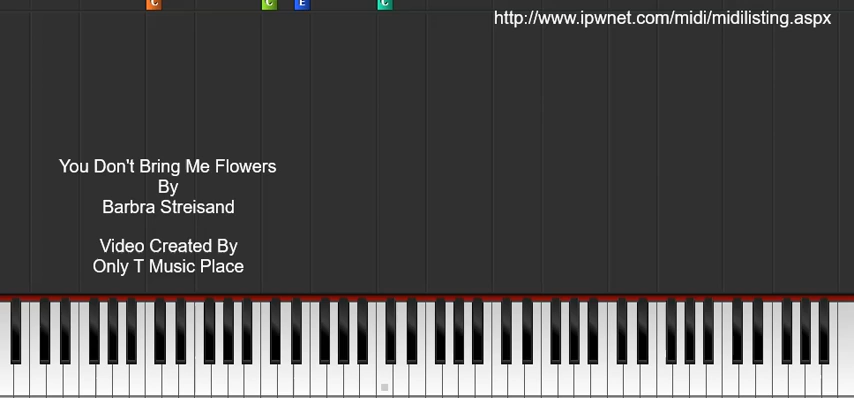 C C E C
http://www.ipwnet.com/midi/midilisting.aspx
You Don't Bring Me Flowers
By
Barbra Streisand
Video Created By
Only T Music Place